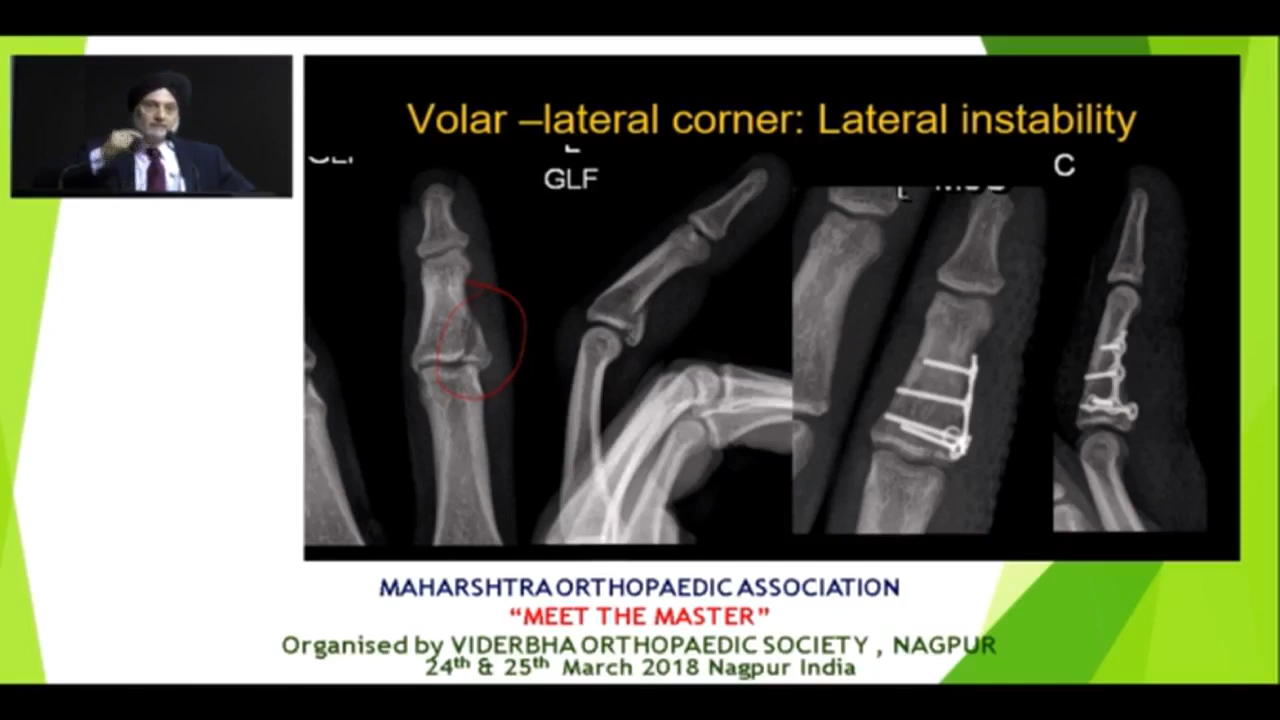 Volar –lateral corner: Lateral instability
GLF
C
MAHARSHTRA ORTHOPAEDIC ASSOCIATION
“MEET THE MASTER”
Organised by VIDERBHA ORTHOPAEDIC SOCIETY , NAGPUR
24th & 25th March 2018 Nagpur India